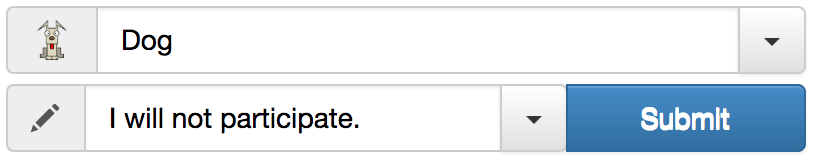 Dog
I will not participate.
Submit